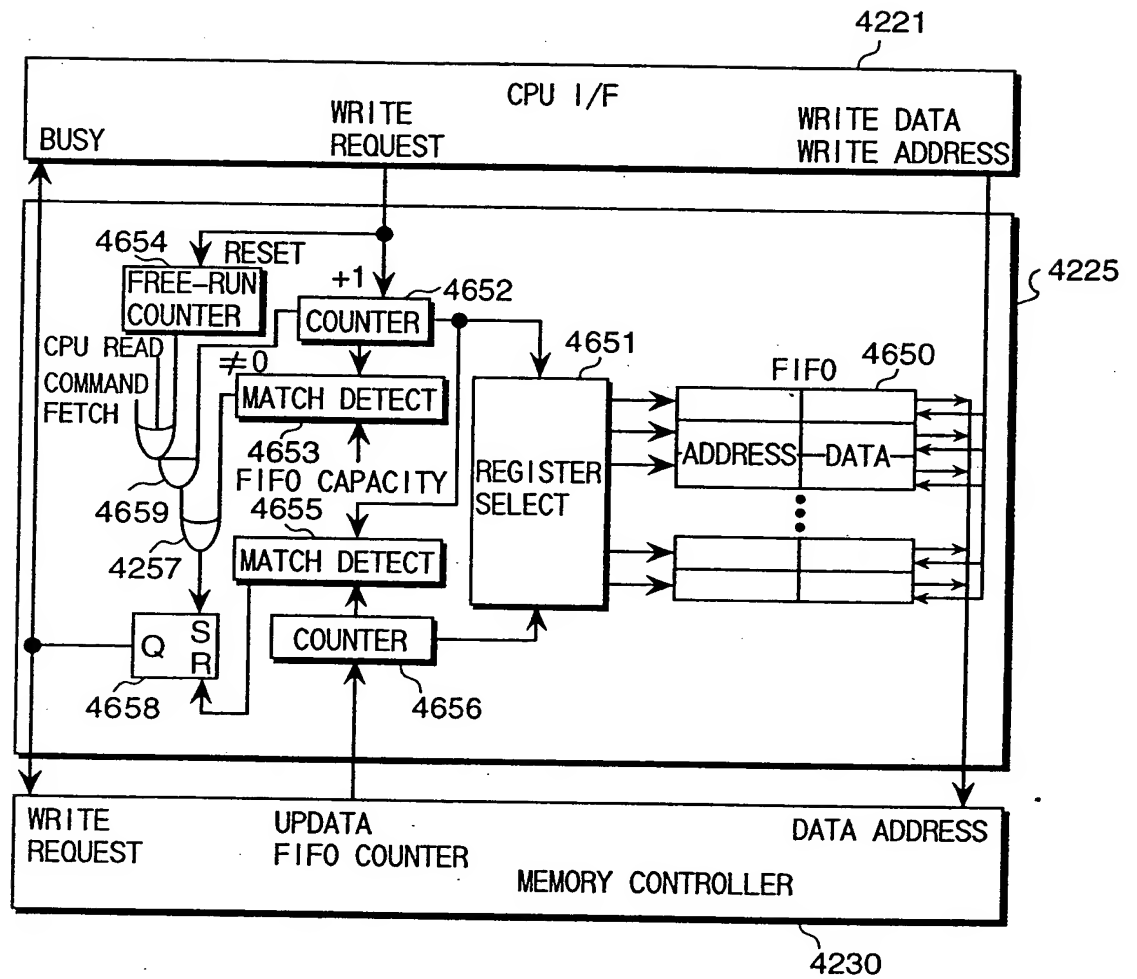 4221
CPU I/F
WRITE
REQUEST
WRITE DATA
WRITE ADDRESS
BUSY
4654
RESET
FREE-RUN
COUNTER
+1
4652
COUNTER
4225
CPU READ
COMMAND
FETCH
≠0
MATCH DETECT
4653
FIFO CAPACITY
4651
REGISTER
SELECT
FIFO
4650
ADDRESS
DATA
4659
4257
4655
MATCH DETECT
COUNTER
4656
Q
S
R
4658
WRITE
REQUEST
UPDATA
FIFO COUNTER
DATA ADDRESS
MEMORY CONTROLLER
4230